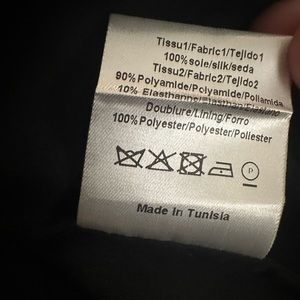 Tissu1/Fabric1/Tejido1
100%soie/silk/seda
Tissu2/Fabric2/Tejido2
90%Polyamide/Polyamide/Poliamida
10% Elasthanne/Elasthan/Elastano
Doublure/Lining/Forro
100%Polyester/Polyester/Poliester
P
Made in Tunisia